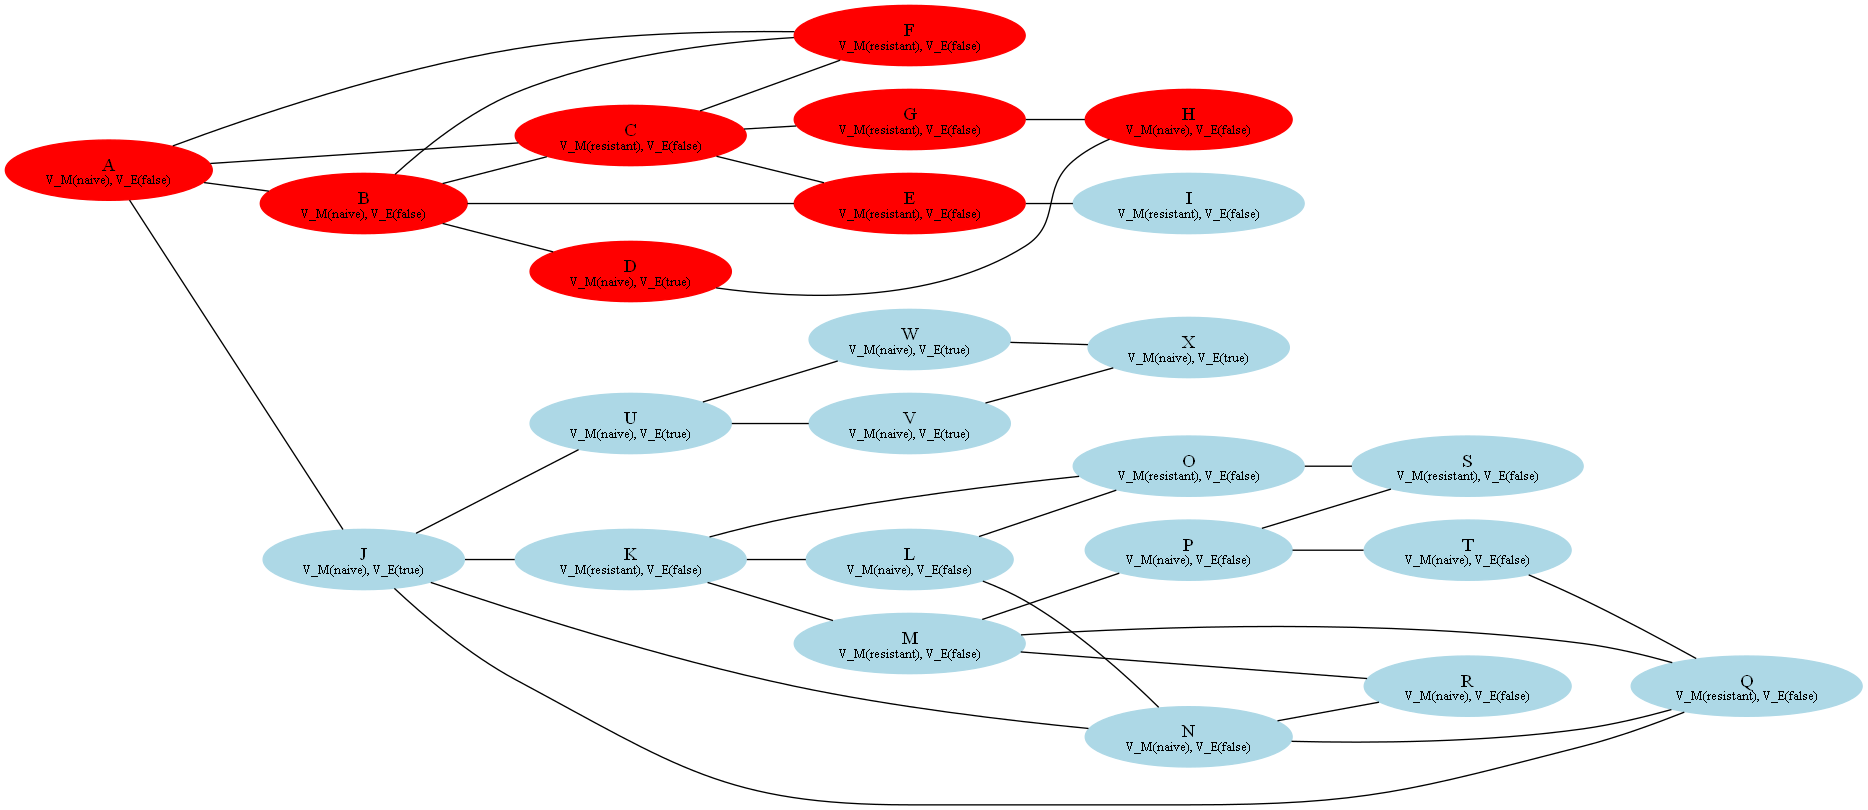 F
V_M(resistant), V_E(false)
C
V_M(resistant), V_E(false)
G
V_M(resistant), V_E(false)
H
V_M(naive), V_E(false)
A
V_M(naive), V_E(false)
B
V_M(naive), V_E(false)
E
V_M(resistant), V_E(false)
I
V_M(resistant), V_E(false)
D
V_M(naive), V_E(true)
W
V_M(naive), V_E(true)
X
V_M(naive), V_E(true)
U
V_M(naive), V_E(true)
V
V_M(naive), V_E(true)
O
V_M(resistant), V_E(false)
S
V_M(resistant), V_E(false)
J
V_M(naive), V_E(true)
K
V_M(resistant), V_E(false)
L
V_M(naive), V_E(false)
P
V_M(naive), V_E(false)
T
V_M(naive), V_E(false)
M
V_M(resistant), V_E(false)
R
V_M(naive), V_E(false)
Q
V_M(resistant), V_E(false)
N
V_M(naive), V_E(false)